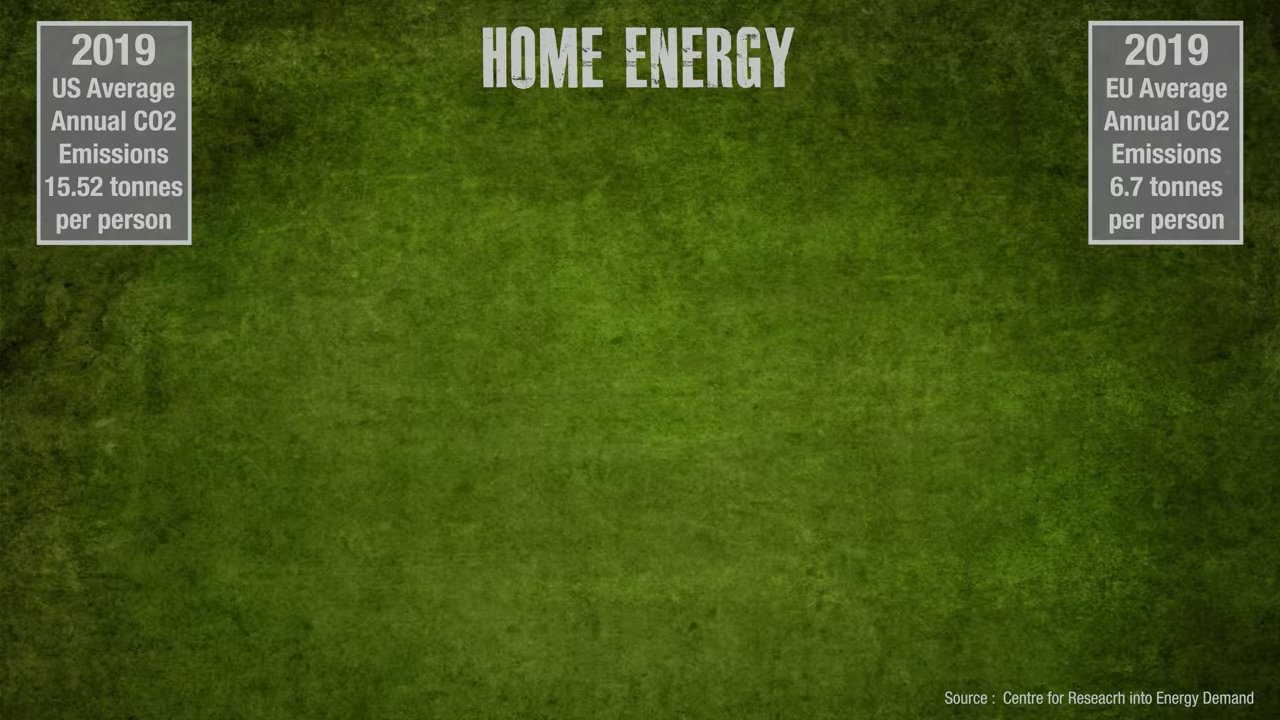 HOME ENERGY
2019
US Average
Annual CO2
Emissions
15.52 tonnes
per person
2019
EU Average
Annual CO2
Emissions
6.7 tonnes
per person
Source :  Centre for Reseacrh into Energy Demand